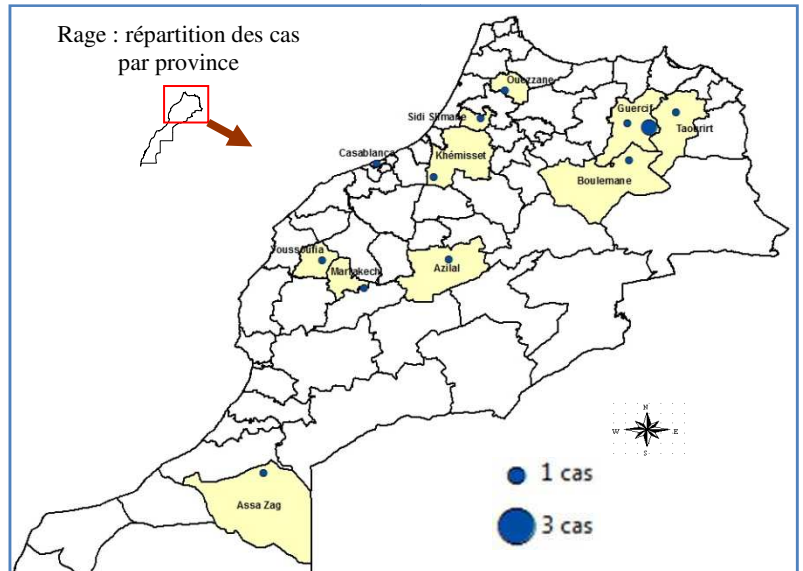 Rage : répartition des cas
par province
Ouezzane
Sidi Slimane
Guercif
Taourirt
Casablanca
Khémisset
Boulemane
Youssoufia
Marrakech
Azilal
N
W
E
S
1 cas
3 cas
Assa Zag